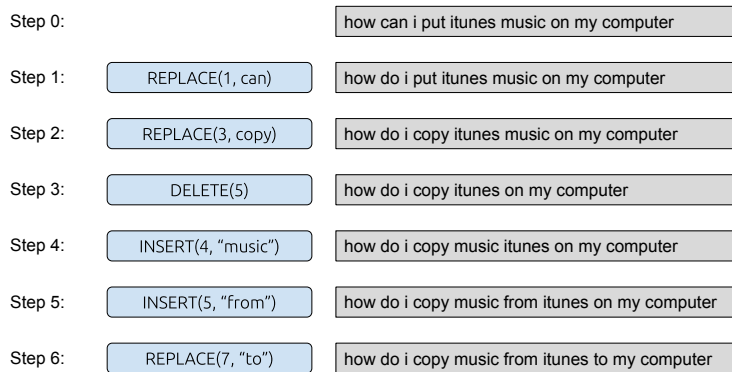 Step 0: how can i put itunes music on my computer
Step 1: REPLACE(1, can) how do i put itunes music on my computer
Step 2: REPLACE(3, copy) how do i copy itunes music on my computer
Step 3: DELETE(5) how do i copy itunes on my computer
Step 4: INSERT(4, “music”) how do i copy music itunes on my computer
Step 5: INSERT(5, “from”) how do i copy music from itunes on my computer
Step 6: REPLACE(7, “to”) how do i copy music from itunes to my computer